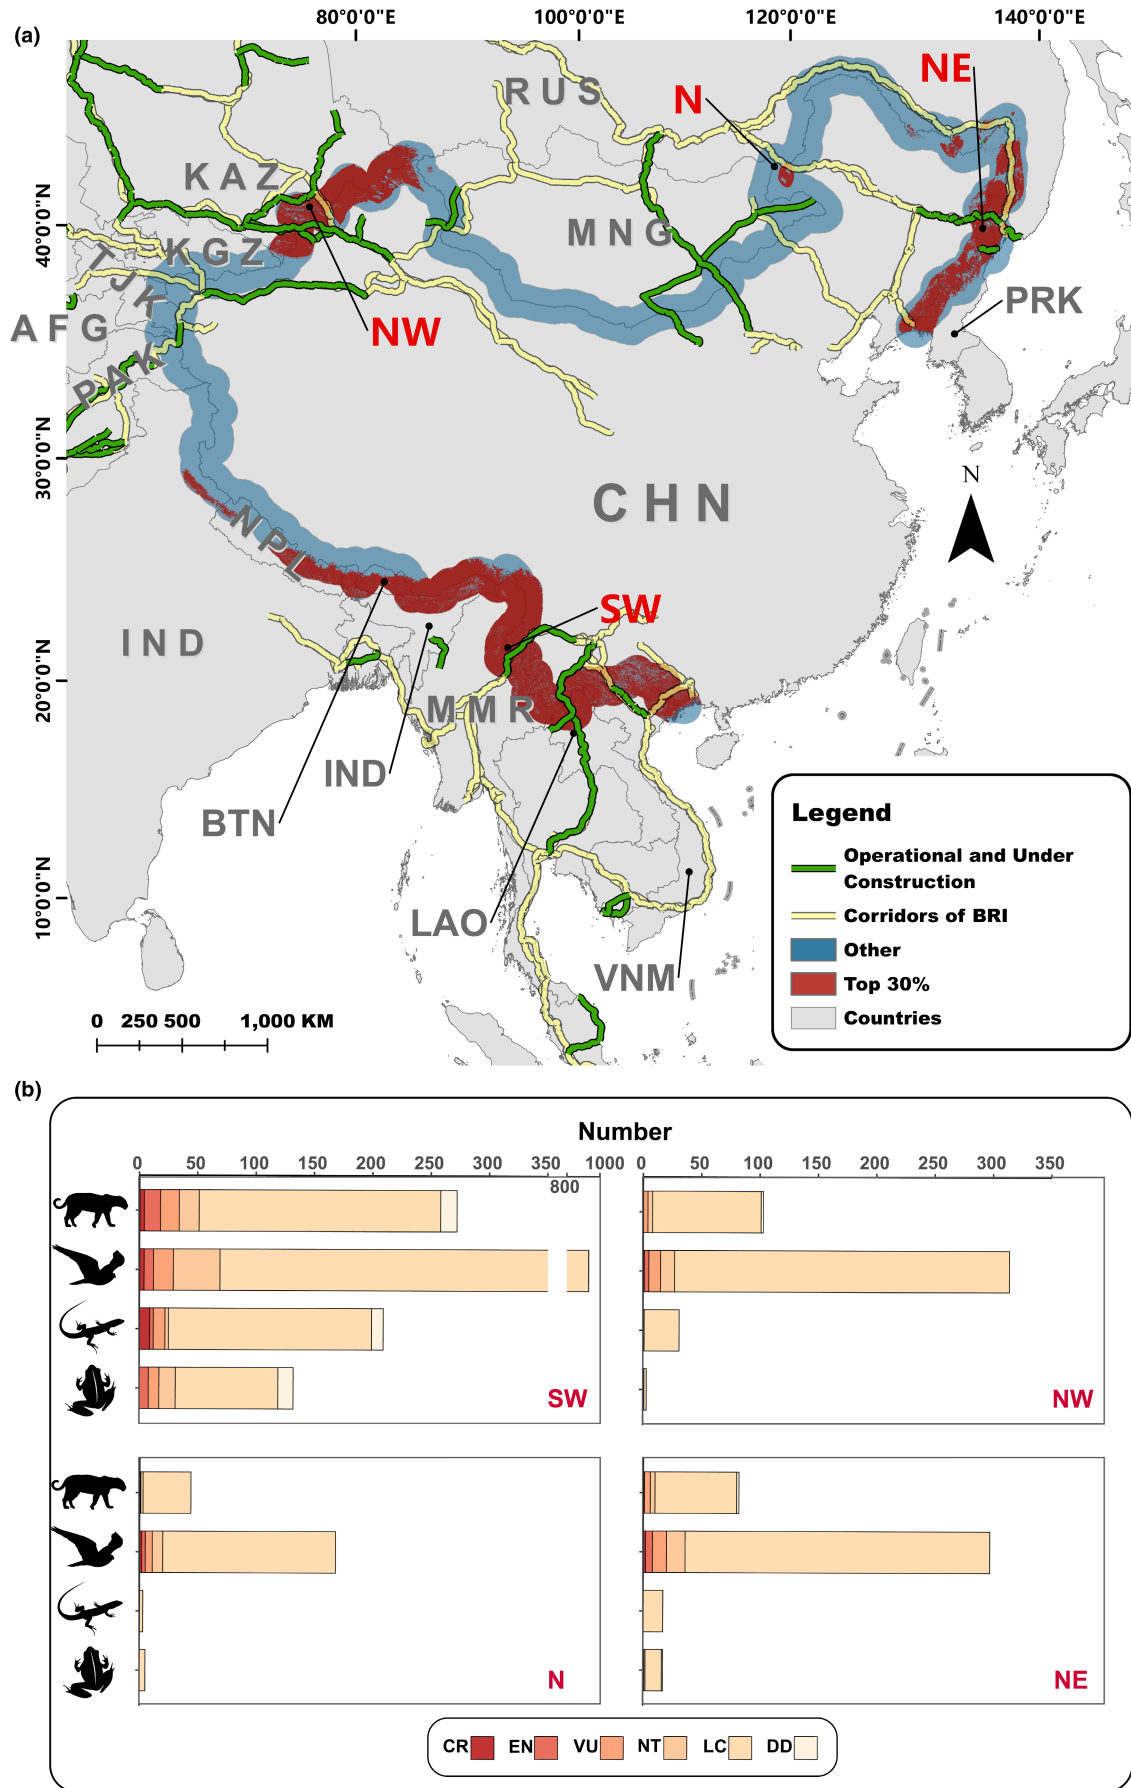 (a)
80°0'0"E
100°0'0"E
120°0'0"E
140°0'0"E
40°0'0"N
30°0'0"N
20°0'0"N
10°0'0"N
RUS
NE
N
KAZ
MNG
KGZ
TJK
AFG
PAK
NW
PRK
CHN
N
NPL
SW
IND
MMR
IND
BTN
LAO
VNM
Legend
Operational and Under
Construction
Corridors of BRI
Other
Top 30%
Countries
0 250 500 1,000 KM
(b)
Number
0 50 100 150 200 250 300 350 1000
800
0 50 100 150 200 250 300 350
SW
NW
N
NE
CR EN VU NT LC DD